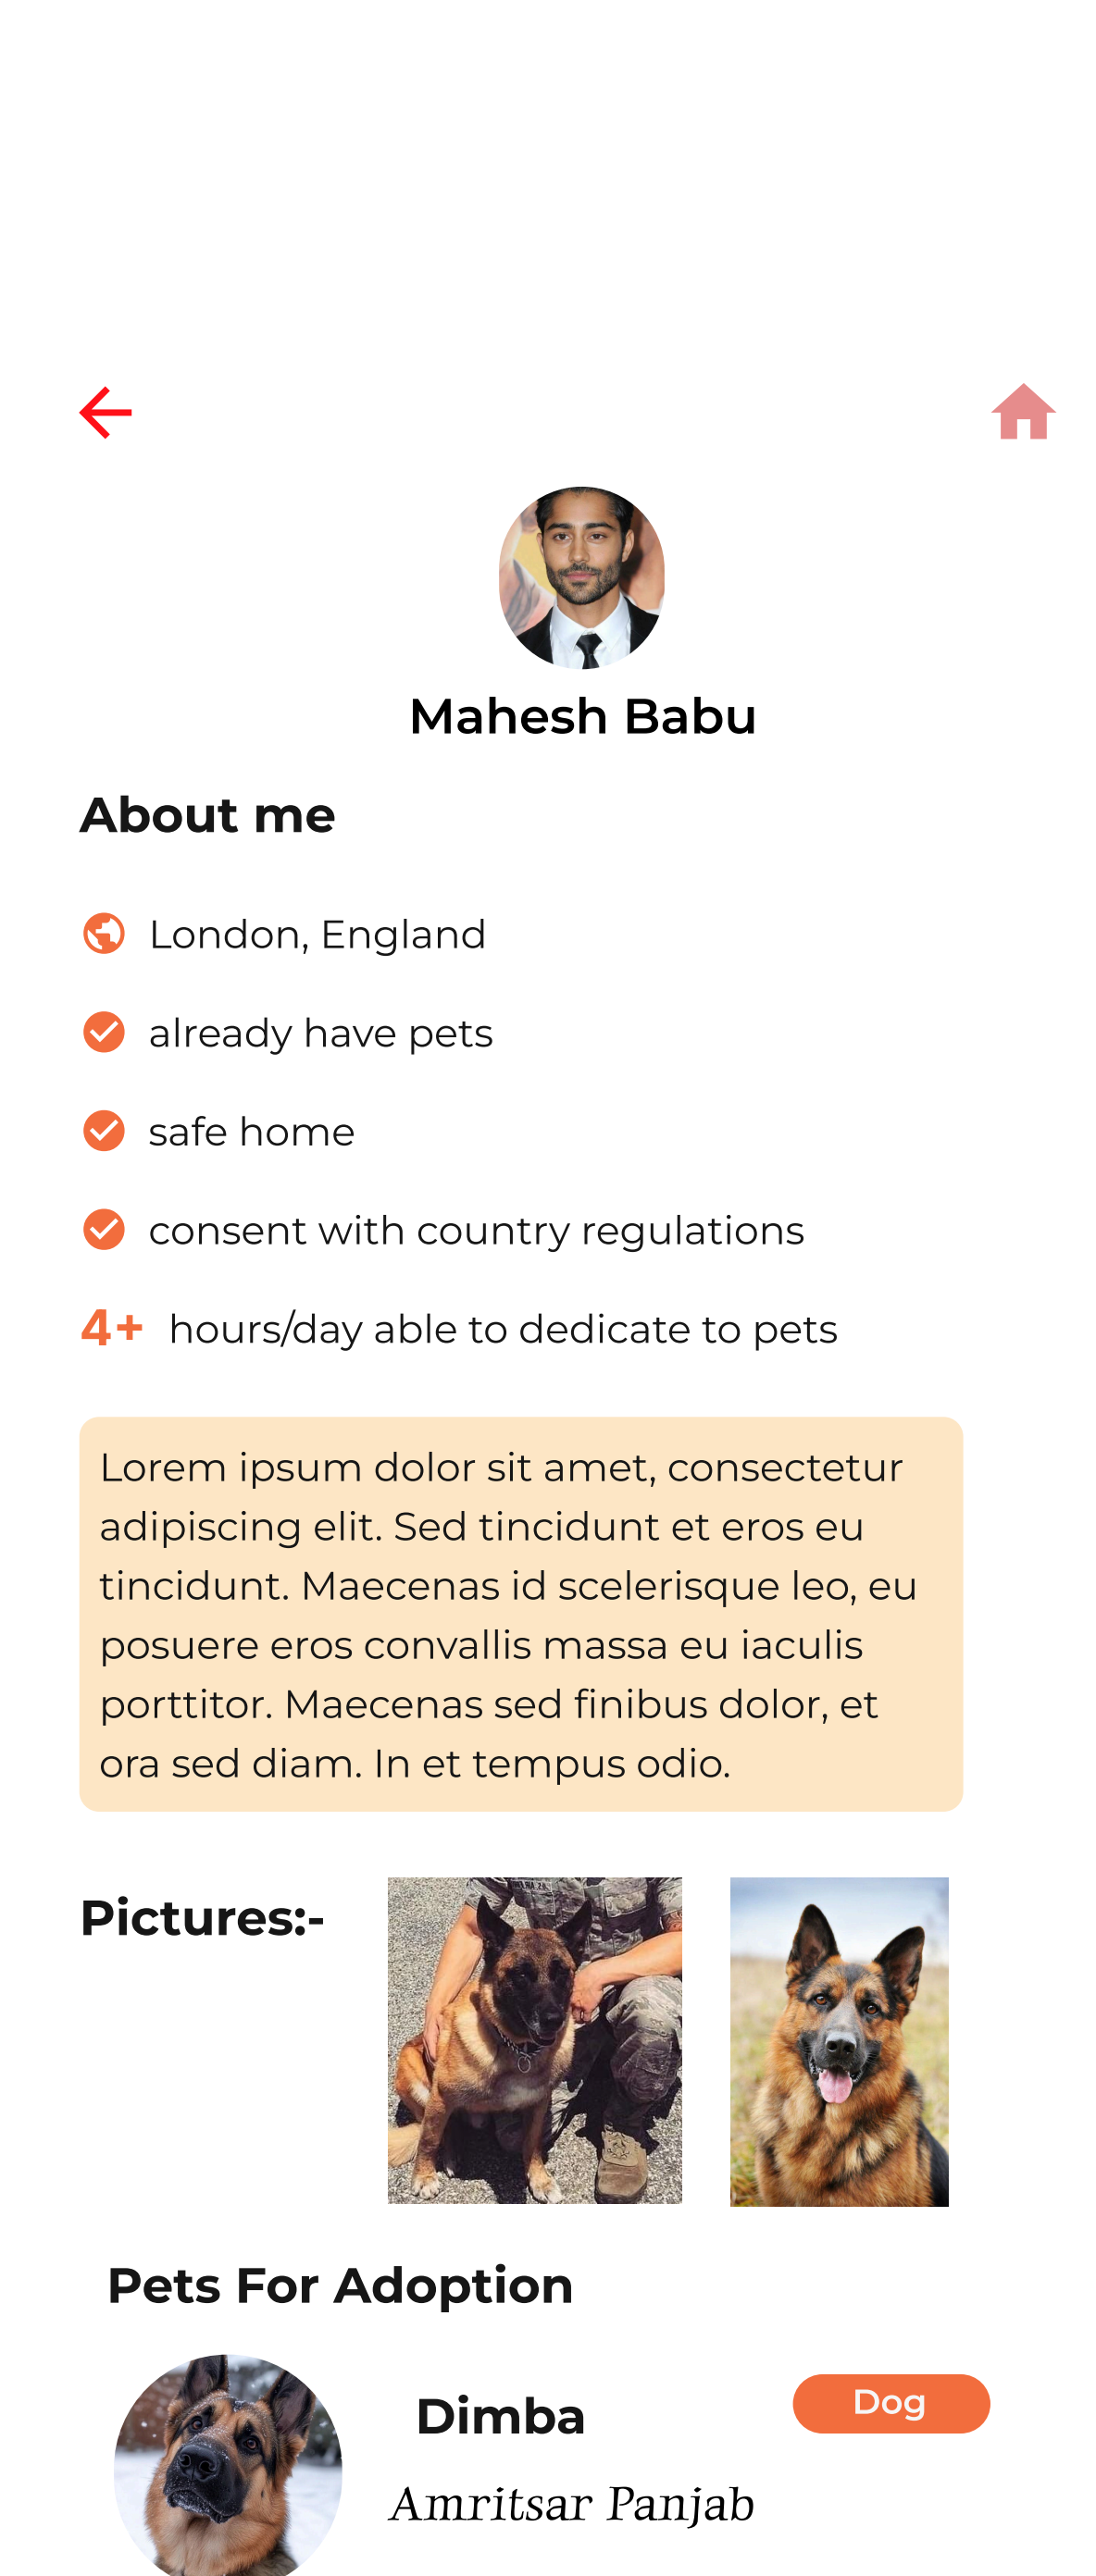 Mahesh Babu
About me
London, England
already have pets
safe home
consent with country regulations
4+ hours/day able to dedicate to pets
Lorem ipsum dolor sit amet, consectetur
adipiscing elit. Sed tincidunt et eros eu
tincidunt. Maecenas id scelerisque leo, eu
posuere eros convallis massa eu iaculis
porttitor. Maecenas sed finibus dolor, et
ora sed diam. In et tempus odio.
Pictures:-
Pets For Adoption
Dimba
Dog
Amritsar Panjab